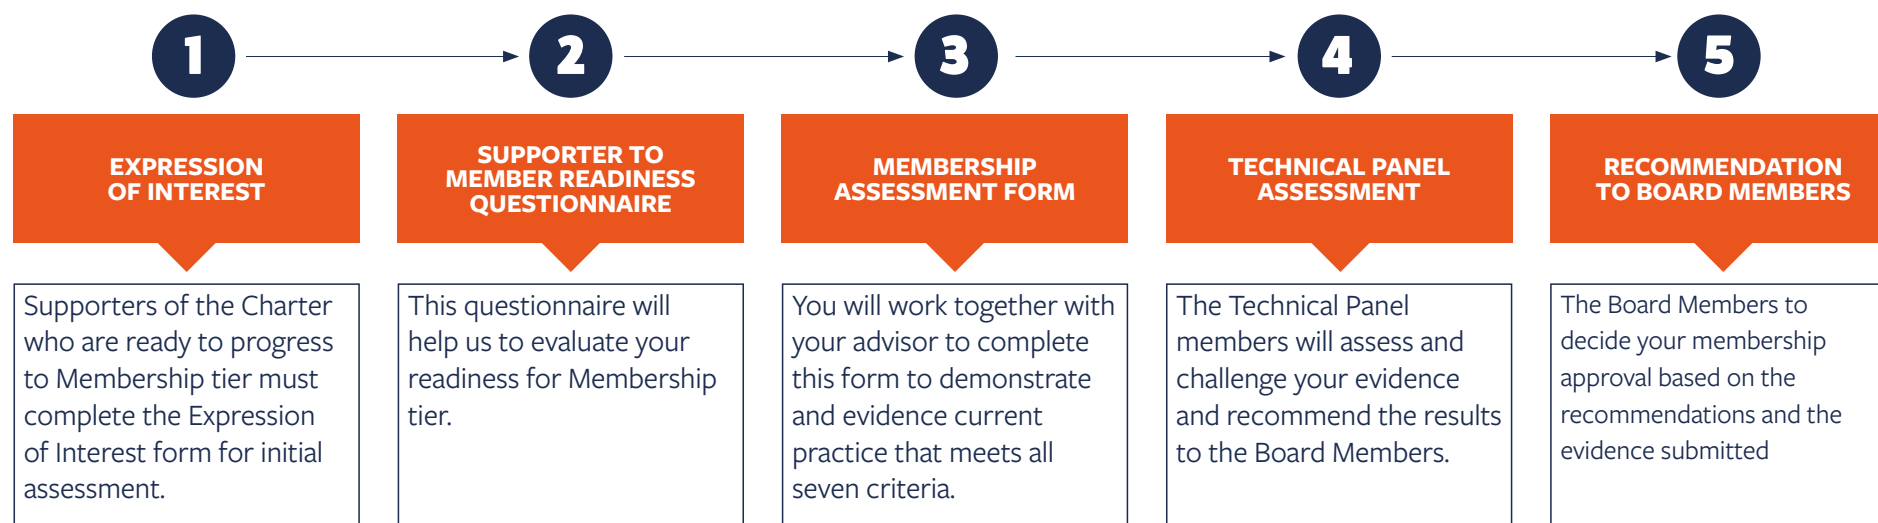 1
2
3
4
5
EXPRESSION
OF INTEREST
SUPPORTER TO
MEMBER READINESS
QUESTIONNAIRE
MEMBERSHIP
ASSESSMENT FORM
TECHNICAL PANEL
ASSESSMENT
RECOMMENDATION
TO BOARD MEMBERS
Supporters of the Charter
who are ready to progress
to Membership tier must
complete the Expression
of Interest form for initial
assessment.
This questionnaire will
help us to evaluate your
readiness for Membership
tier.
You will work together with
your advisor to complete
this form to demonstrate
and evidence current
practice that meets all
seven criteria.
The Technical Panel
members will assess and
challenge your evidence
and recommend the results
to the Board Members.
The Board Members to
decide your membership
approval based on the
recommendations and the
evidence submitted